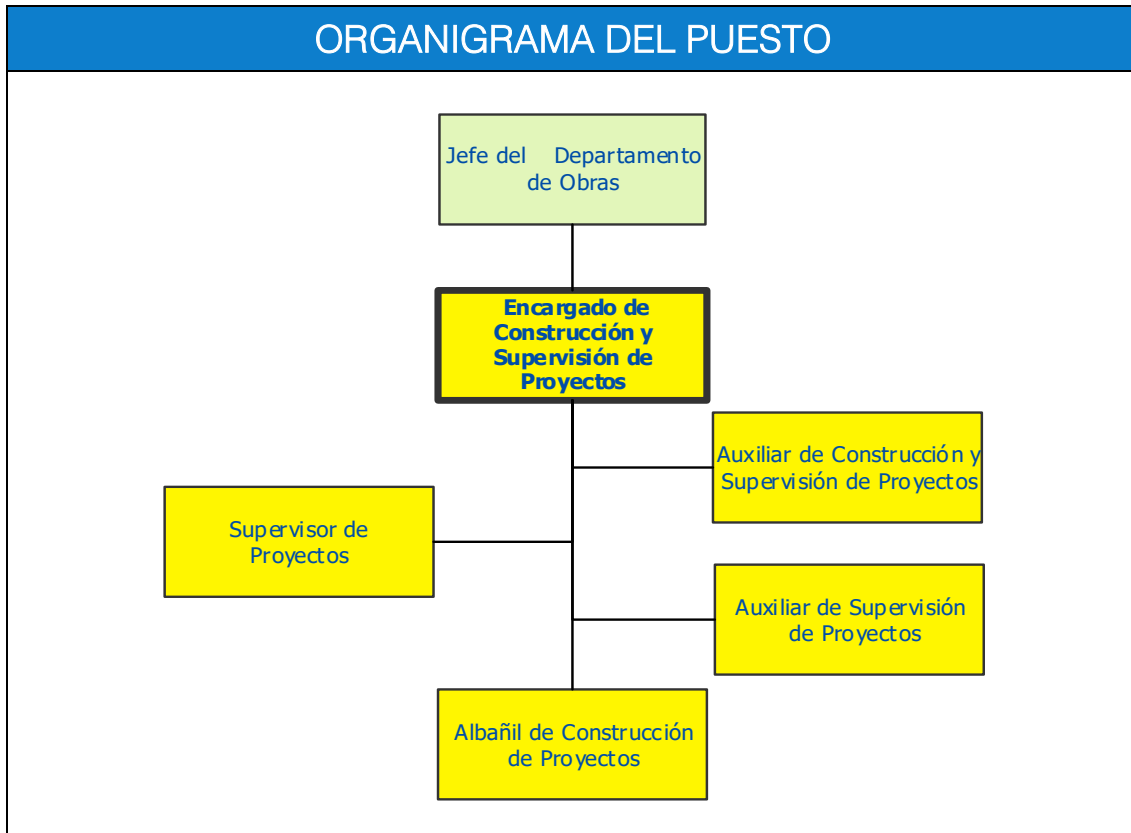 ORGANIGRAMA DEL PUESTO
Jefe del Departamento
de Obras
Encargado de
Construcción y
Supervisión de
Proyectos
Auxiliar de Construcción y
Supervisión de Proyectos
Supervisor de
Proyectos
Auxiliar de Supervisión
de Proyectos
Albañil de Construcción
de Proyectos